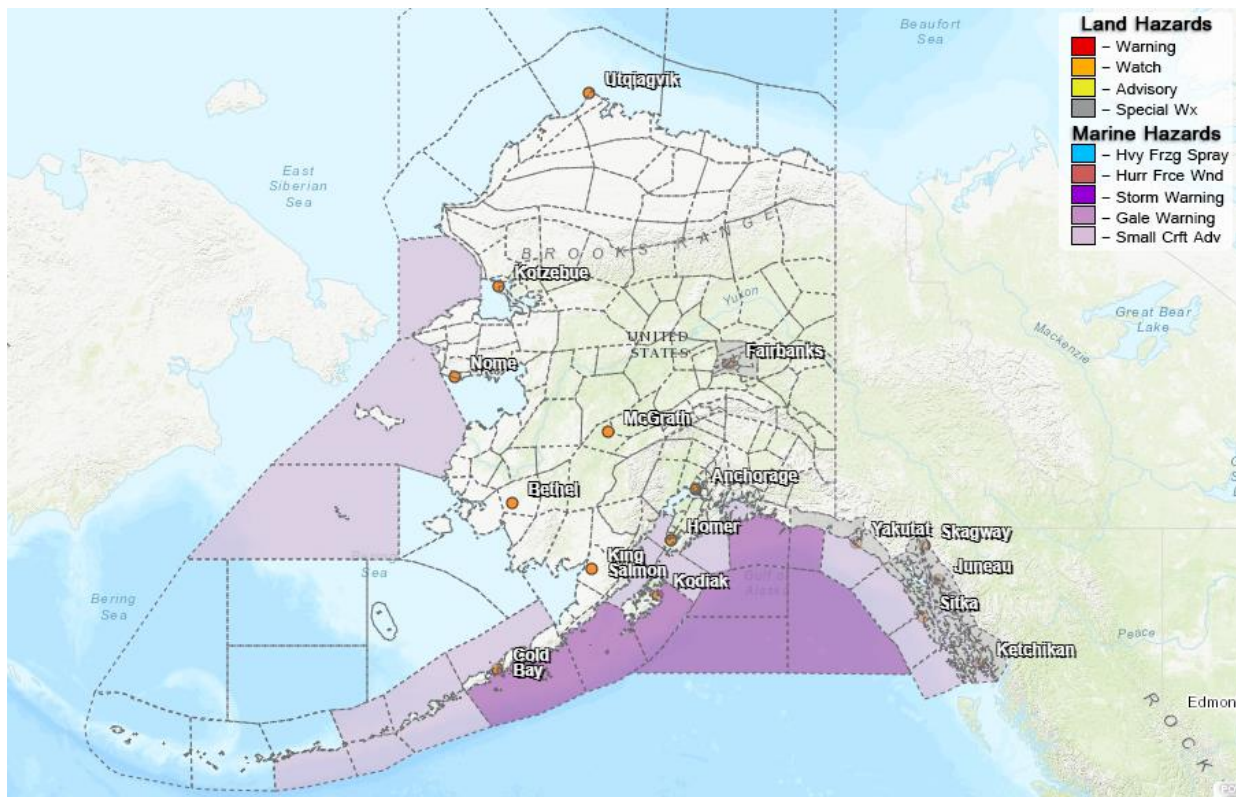 Land Hazards
– Warning
– Watch
– Advisory
– Special Wx
Marine Hazards
– Hvy Frzg Spray
– Hurr Frce Wnd
– Storm Warning
– Gale Warning
– Small Crft Adv
Beaufort
Sea
Utqiagvik
East
Siberian
Sea
BROOKS RANGE
Kotzebue
Yukon
Great Bear
Lake
Mackenzie
UNITED
STATES
Fairbanks
Nome
McGrath
Anchorage
Bethel
Homer
Yakutat
Skagway
King
Salmon
Kodiak
Juneau
Sea
Gulf of
Alaska
Bering
Sea
Sitka
Ketchikan
Peace
Cold
Bay
Edmon
ROCK